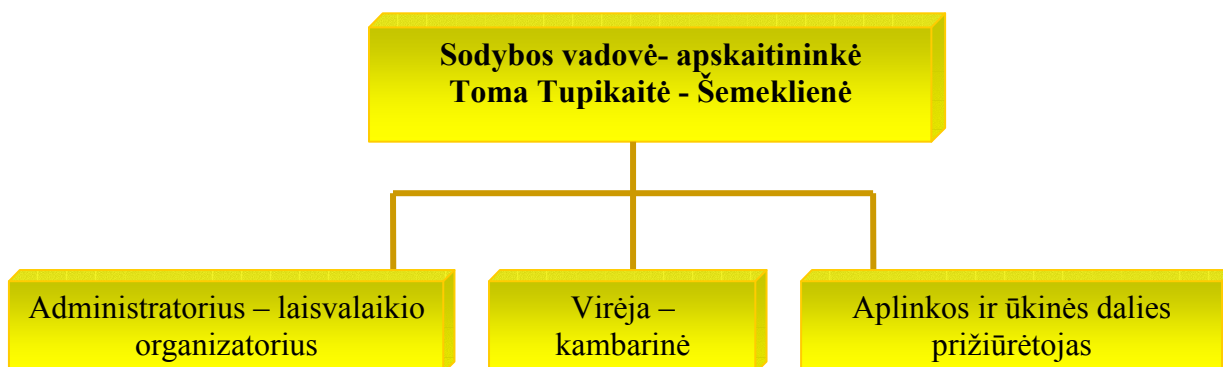 Sodybos vadovė- apskaitininkė
Toma Tupikaitė - Šemeklienė
Administratorius – laisvalaikio
organizatorius
Virėja –
kambarinė
Aplinkos ir ūkinės dalies
prižiūrėtojas